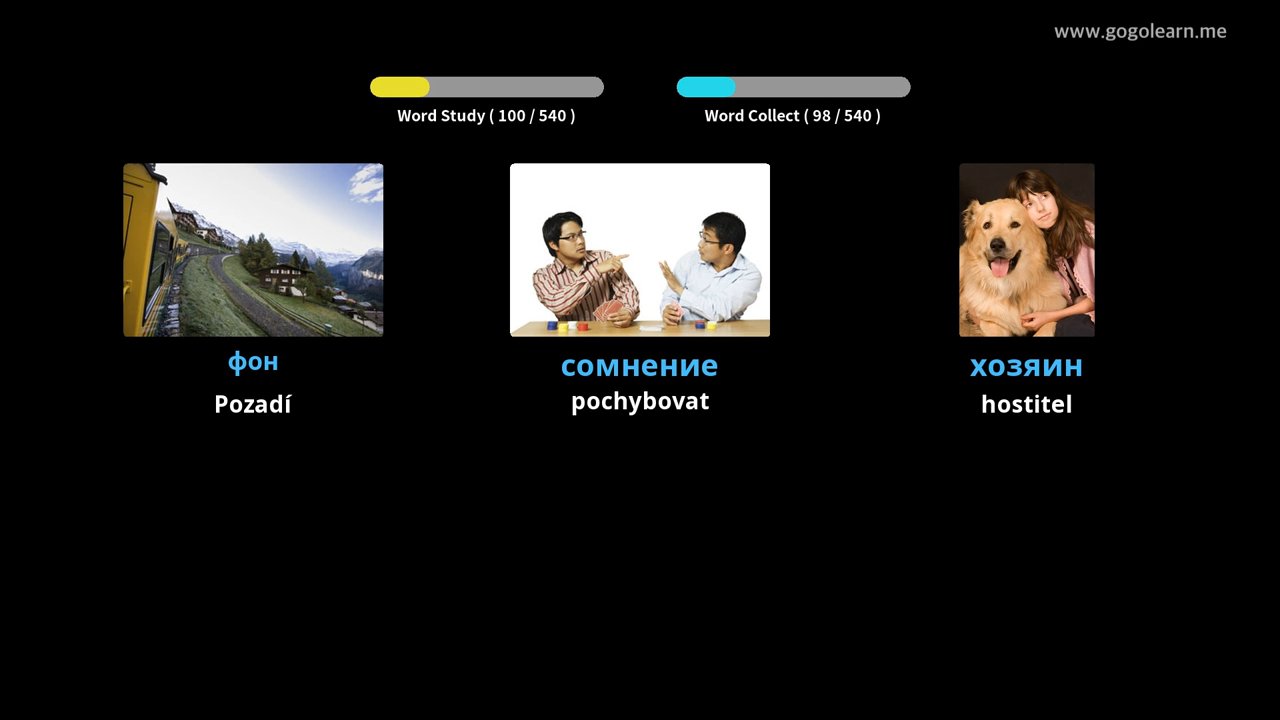 www.gogolearn.me
Word Study ( 100 / 540 )
Word Collect ( 98 / 540 )
фон
Pozadí
сомнение
pochybovat
хозяин
hostitel